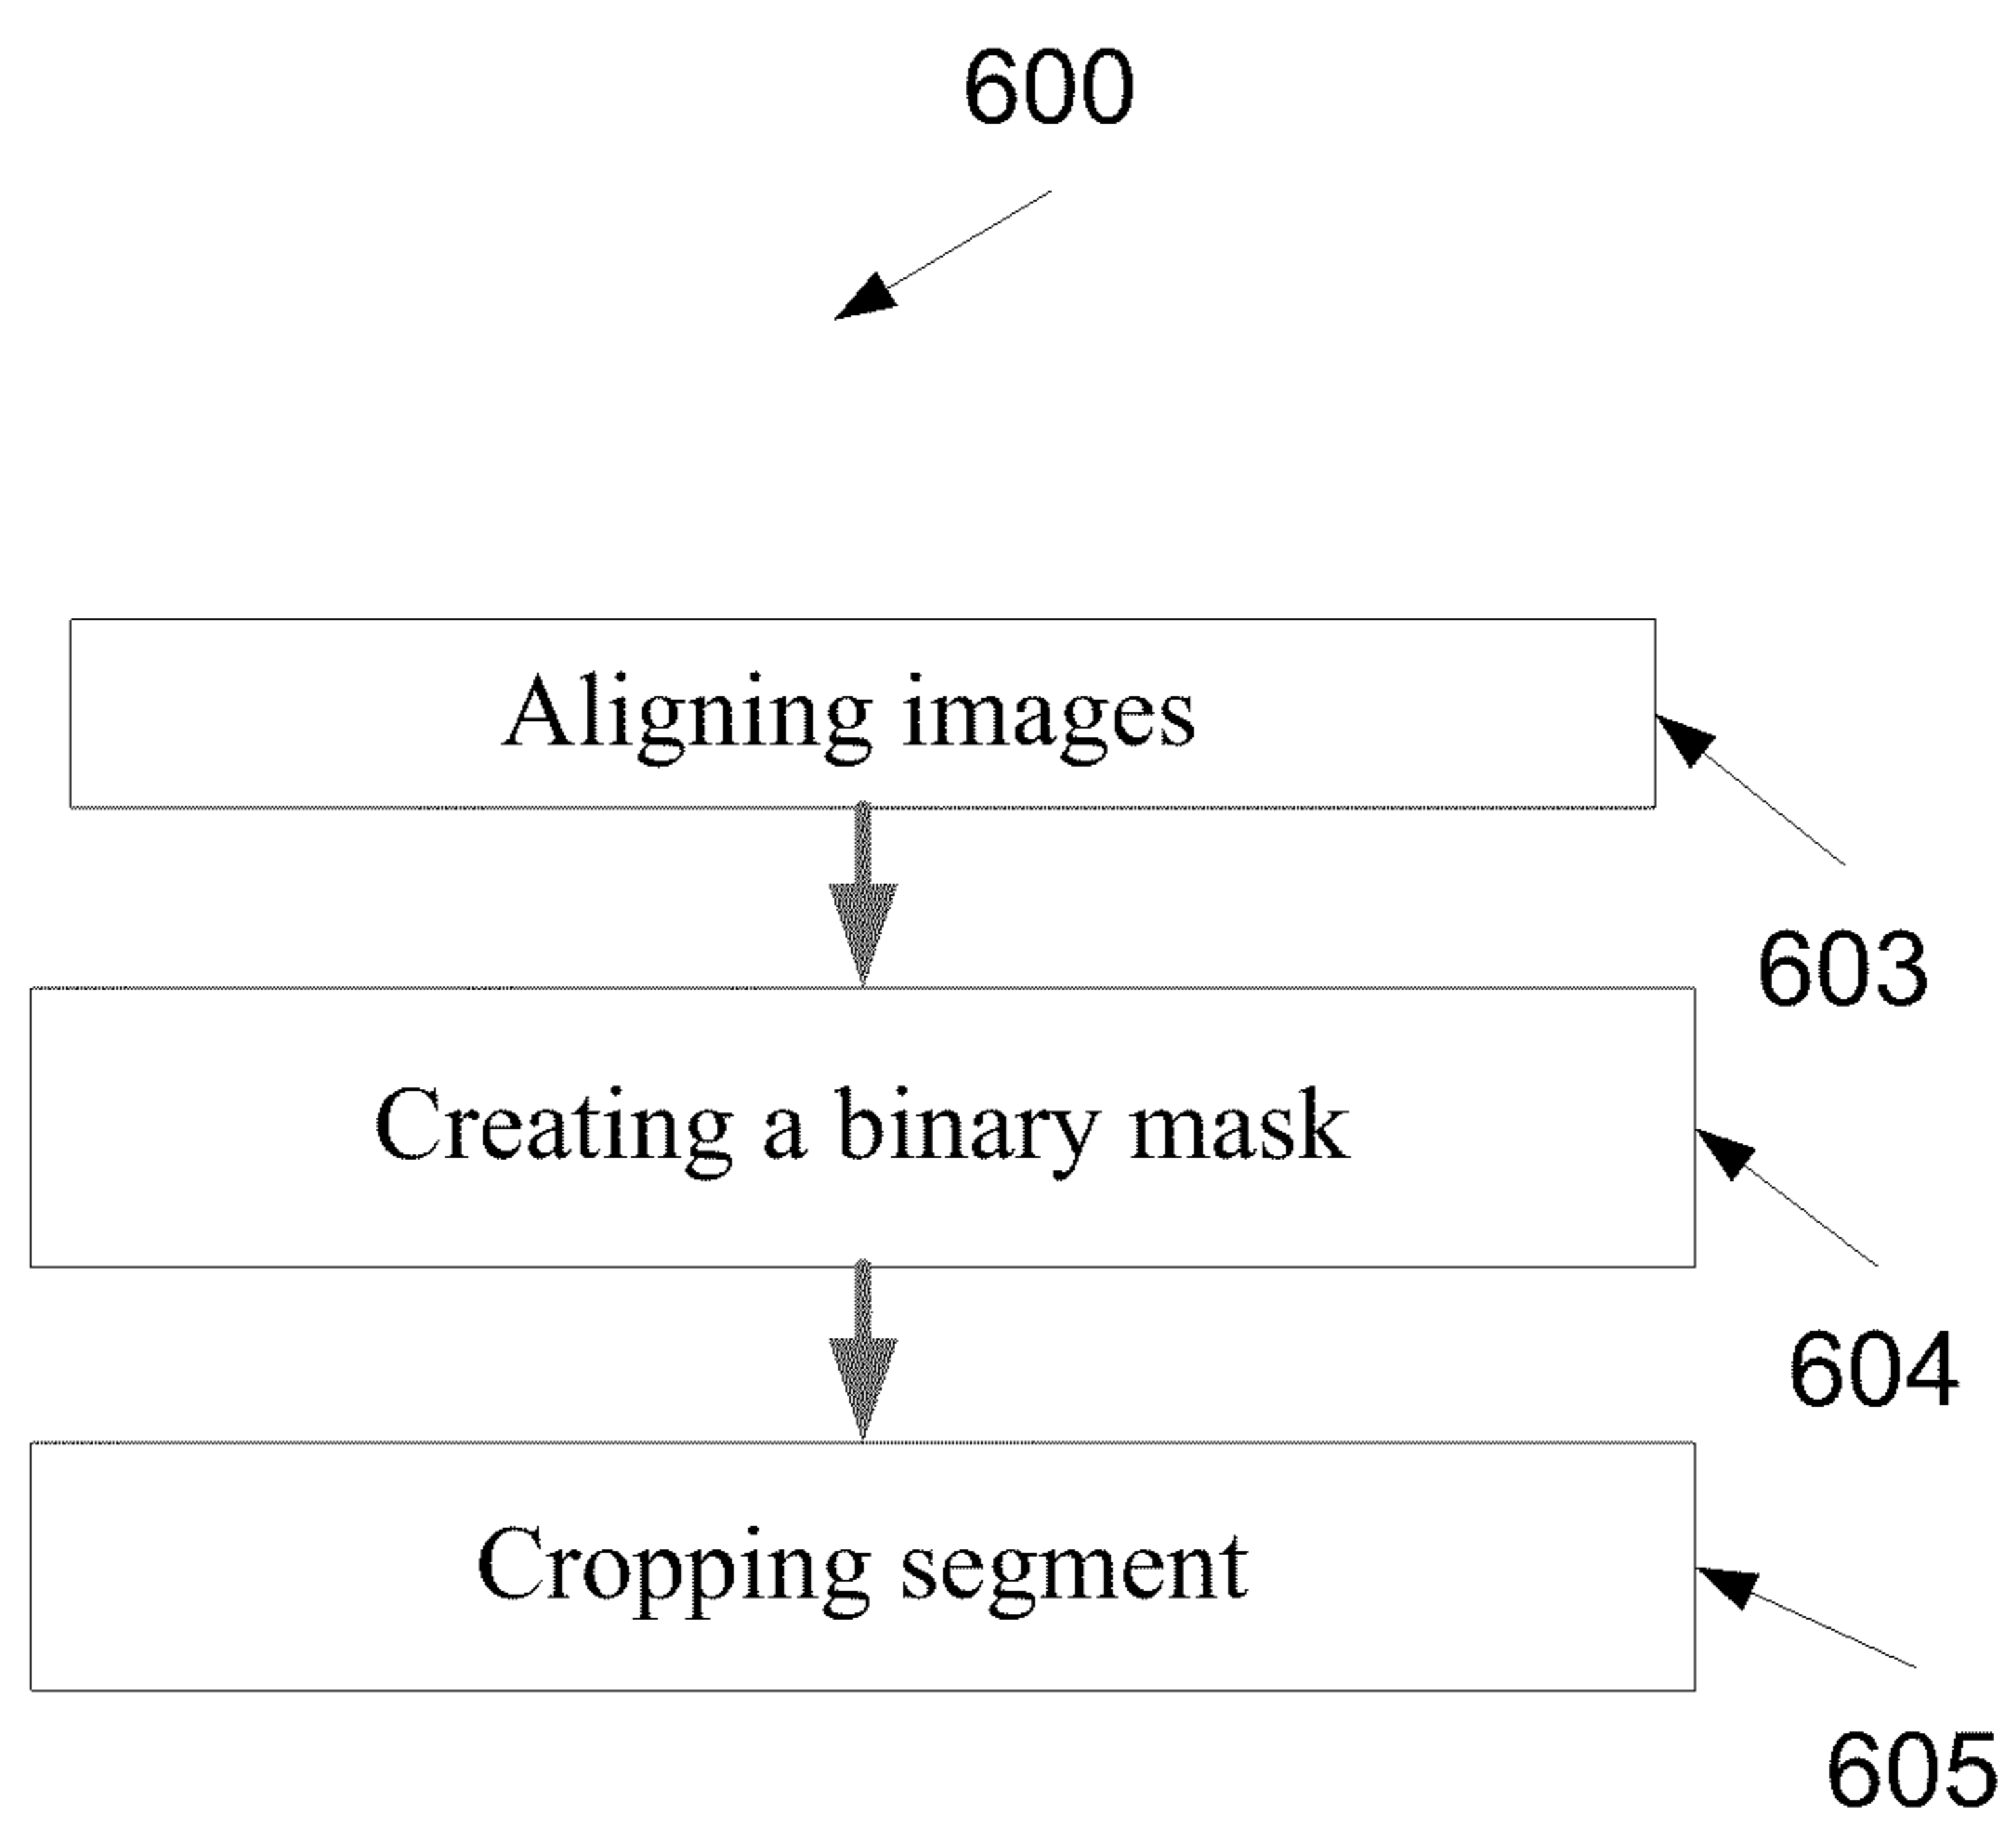 600
Aligning images
603
Creating a binary mask
604
Cropping segment
605